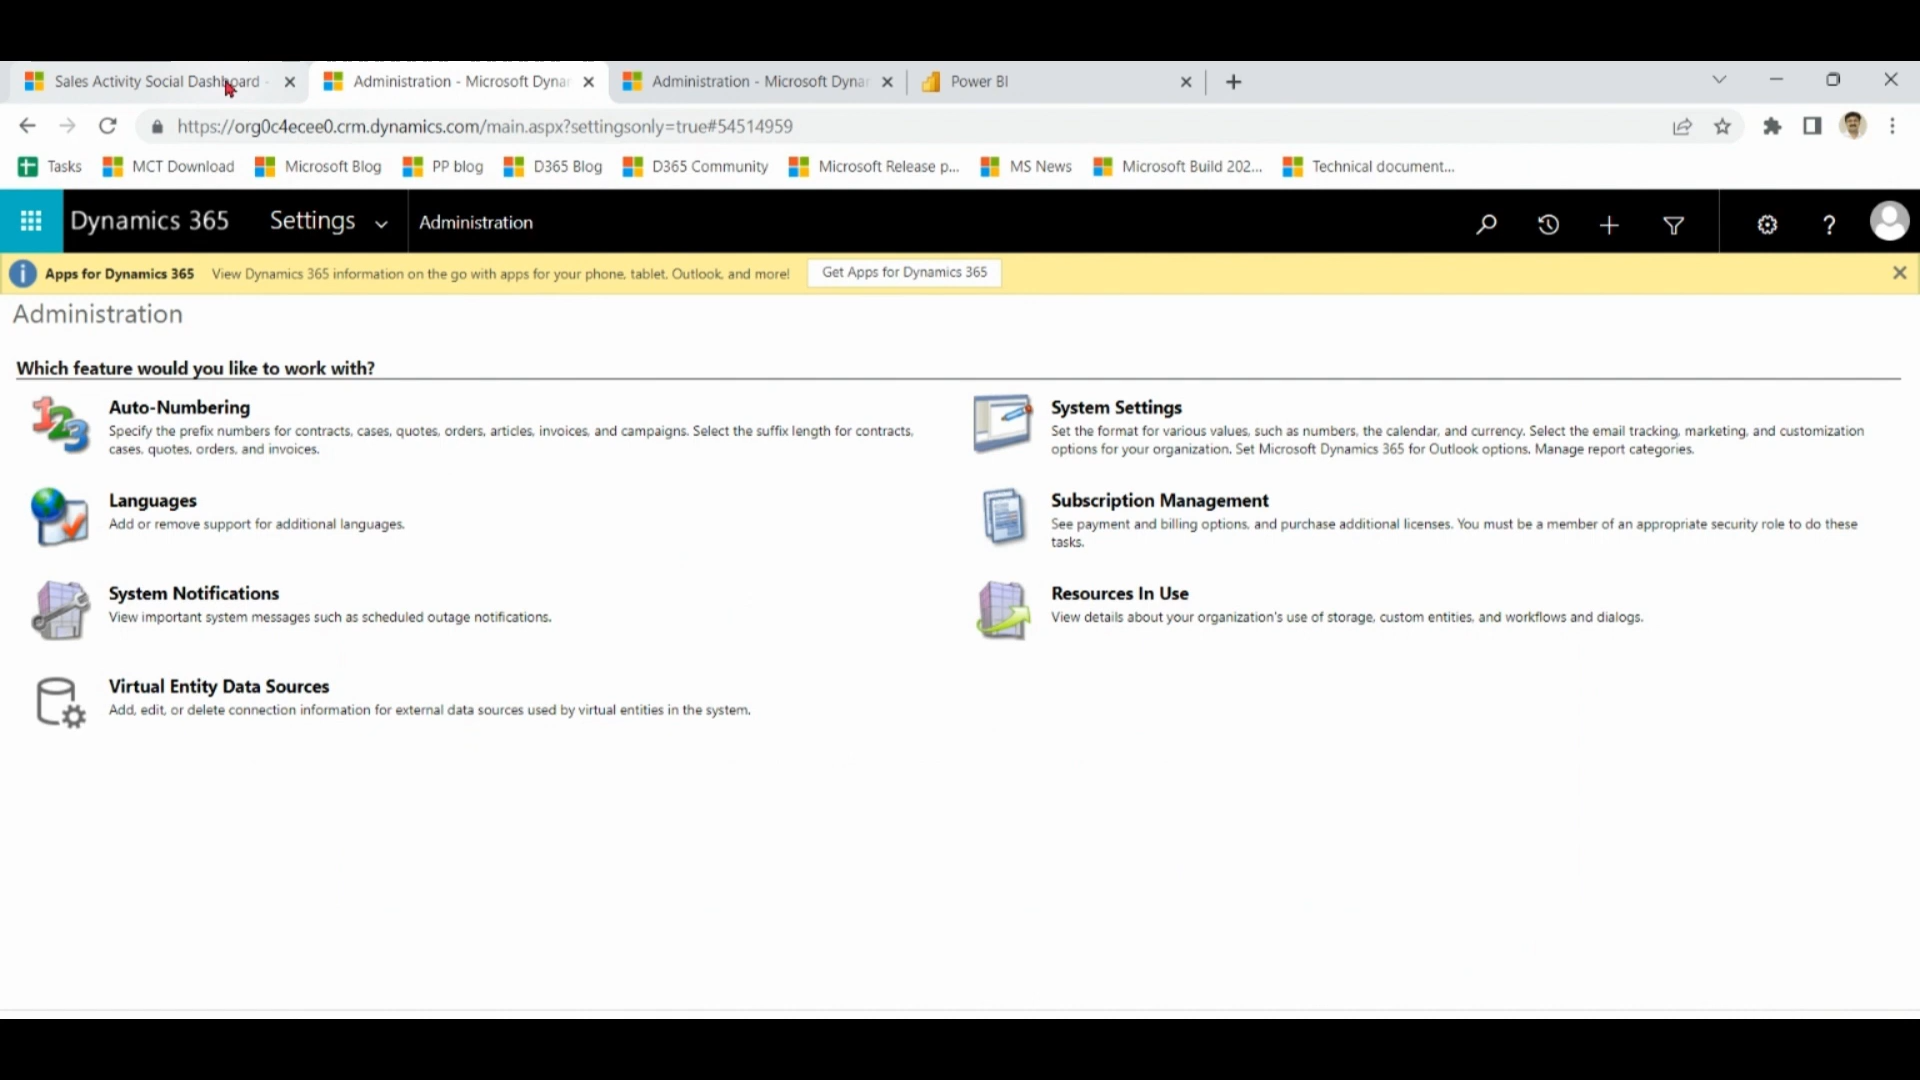 Sales Activity Social Dashboard -
Administration - Microsoft Dynar
Administration - Microsoft Dynar
Power BI
https://org0c4ecee0.crm.dynamics.com/main.aspx?settingsonly=true#54514959
Tasks
MCT Download
Microsoft Blog
PP blog
D365 Blog
D365 Community
Microsoft Release p...
MS News
Microsoft Build 202...
Technical document...
Dynamics 365
Settings
Administration
Apps for Dynamics 365
View Dynamics 365 information on the go with apps for your phone, tablet, Outlook, and more!
Get Apps for Dynamics 365
Administration
Which feature would you like to work with?
Auto-Numbering
Specify the prefix numbers for contracts, cases, quotes, orders, articles, invoices, and campaigns. Select the suffix length for contracts,
cases, quotes, orders, and invoices.
System Settings
Set the format for various values, such as numbers, the calendar, and currency. Select the email tracking, marketing, and customization
options for your organization. Set Microsoft Dynamics 365 for Outlook options. Manage report categories.
Languages
Add or remove support for additional languages.
Subscription Management
See payment and billing options, and purchase additional licenses. You must be a member of an appropriate security role to do these
tasks.
System Notifications
View important system messages such as scheduled outage notifications.
Resources In Use
View details about your organization's use of storage, custom entities, and workflows and dialogs.
Virtual Entity Data Sources
Add, edit, or delete connection information for external data sources used by virtual entities in the system.